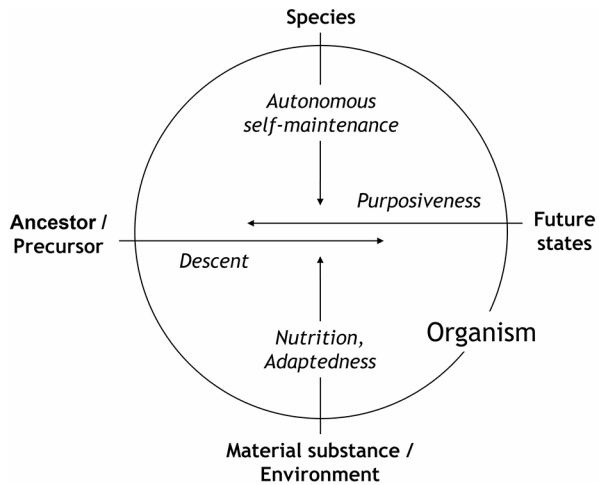 Species
Autonomous
self-maintenance
Purposiveness
Ancestor /
Precursor
Future
states
Descent
Organism
Nutrition,
Adaptedness
Material substance /
Environment